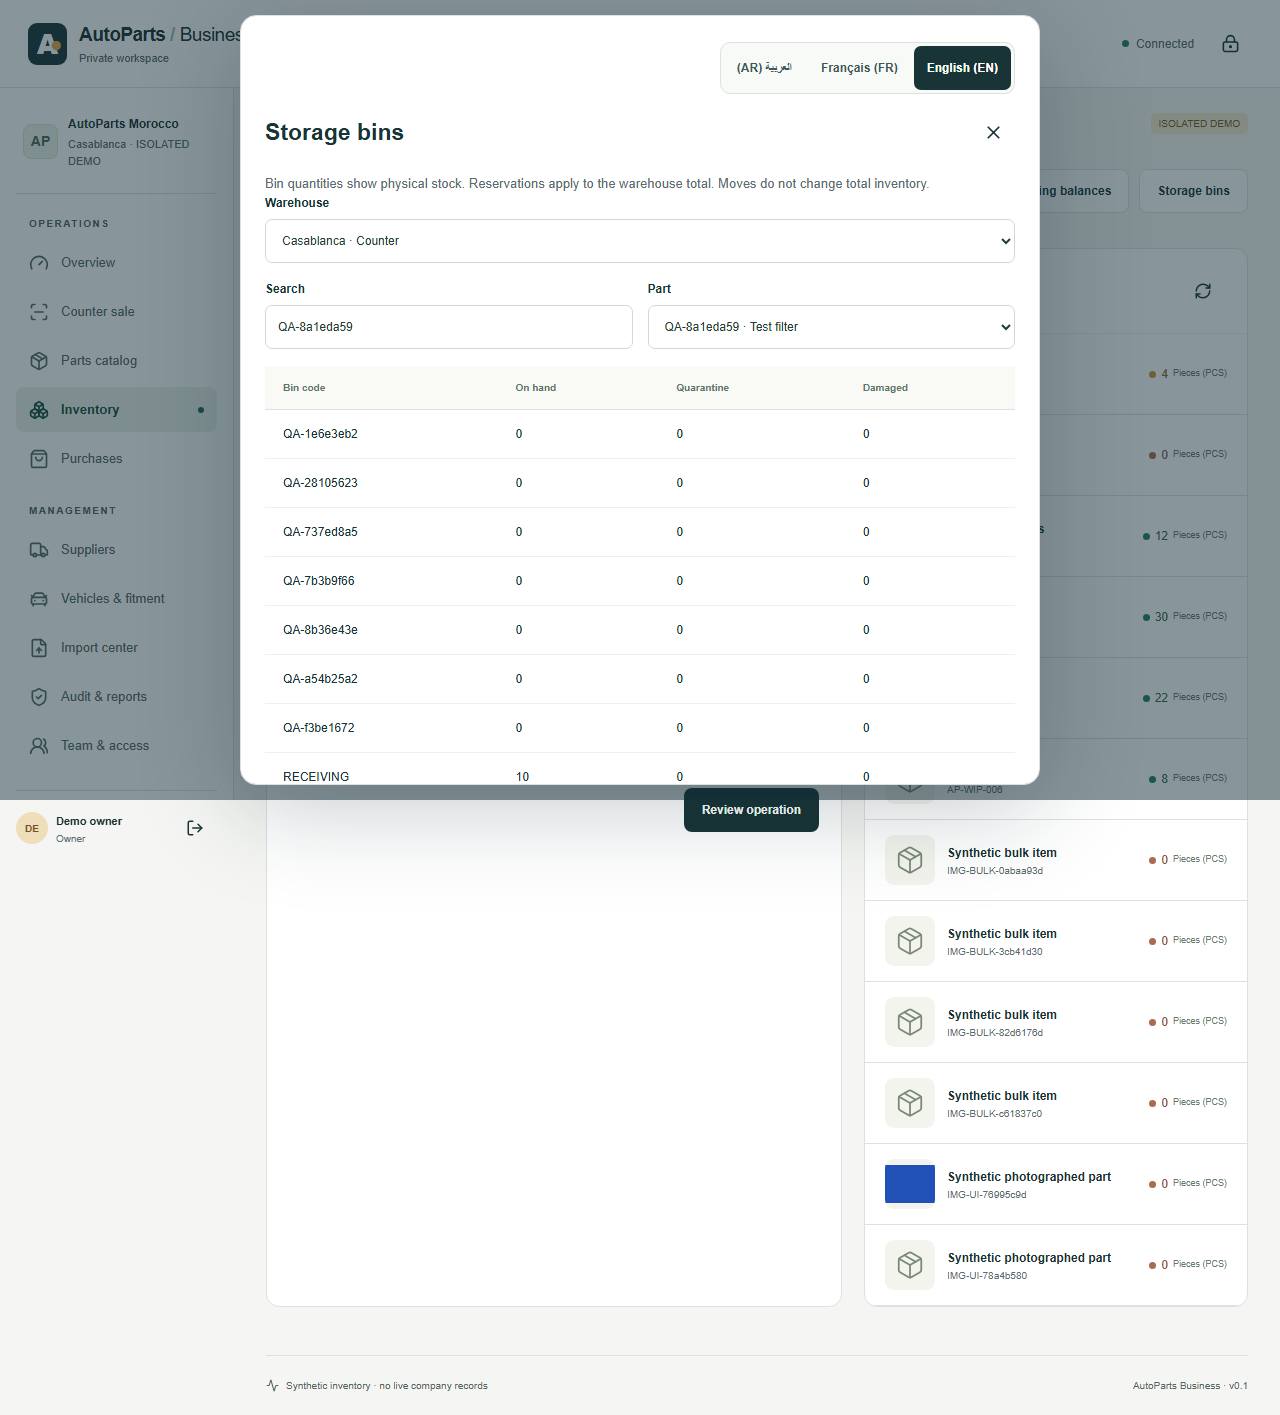 AutoParts / Busines
Private workspace
Connected
AutoParts Morocco
AP
Casablanca · ISOLATED
DEMO
OPERATIONS
Overview
Counter sale
Parts catalog
Inventory
Purchases
MANAGEMENT
Suppliers
Vehicles & fitment
Import center
Audit & reports
Team & access
DE
Demo owner
Owner
ISOLATED DEMO
ing balances
Storage bins
العربية (AR)
Français (FR)
English (EN)
Storage bins
Bin quantities show physical stock. Reservations apply to the warehouse total. Moves do not change total inventory.
Warehouse
Casablanca · Counter
Search
Part
QA-8a1eda59
QA-8a1eda59 · Test filter
Bin code On hand Quarantine Damaged
QA-1e6e3eb2 0 0 0
QA-28105623 0 0 0
QA-737ed8a5 0 0 0
QA-7b3b9f66 0 0 0
QA-8b36e43e 0 0 0
QA-a54b25a2 0 0 0
QA-f3be1672 0 0 0
RECEIVING 10 0 0
Review operation
4 Pieces (PCS)
0 Pieces (PCS)
s
12 Pieces (PCS)
30 Pieces (PCS)
22 Pieces (PCS)
8 Pieces (PCS)
AP-WIP-006
Synthetic bulk item
IMG-BULK-0abaa93d
0 Pieces (PCS)
Synthetic bulk item
IMG-BULK-3cb41d30
0 Pieces (PCS)
Synthetic bulk item
IMG-BULK-82d6176d
0 Pieces (PCS)
Synthetic bulk item
IMG-BULK-c61837c0
0 Pieces (PCS)
Synthetic photographed part
IMG-UI-76995c9d
0 Pieces (PCS)
Synthetic photographed part
IMG-UI-78a4b580
0 Pieces (PCS)
Synthetic inventory · no live company records
AutoParts Business · v0.1